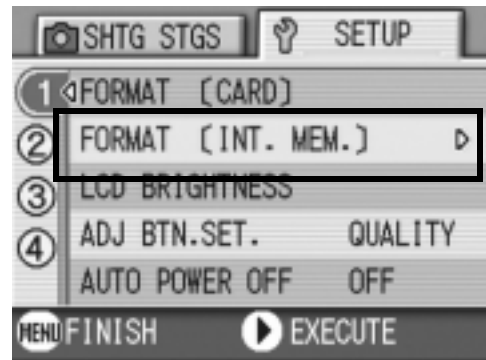 SHTG STGS SETUP
1 FORMAT [CARD]
2 FORMAT [INT. MEM.]
3 LCD BRIGHTNESS
4 ADJ BTN.SET. QUALITY
AUTO POWER OFF OFF
MENU FINISH EXECUTE